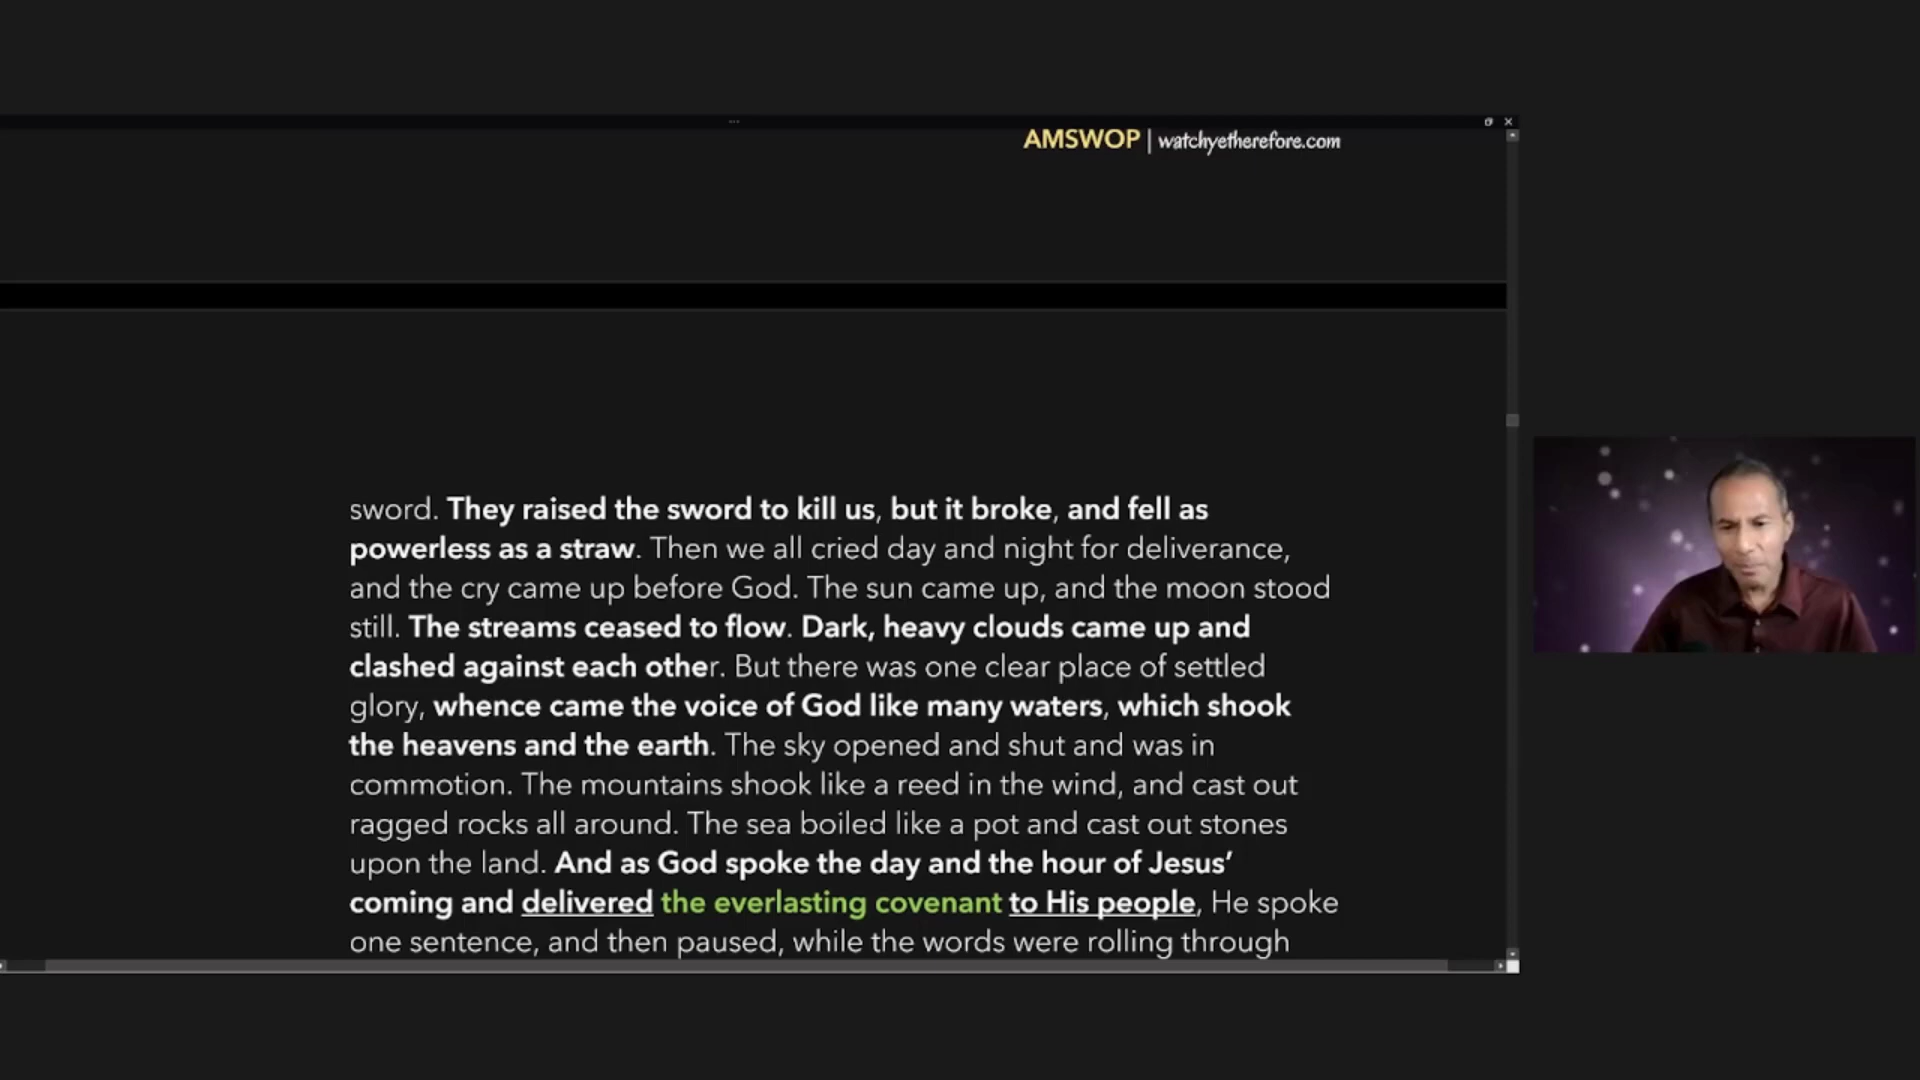 AMSWOP | watchyetherefore.com
sword. They raised the sword to kill us, but it broke, and fell as
powerless as a straw. Then we all cried day and night for deliverance,
and the cry came up before God. The sun came up, and the moon stood
still. The streams ceased to flow. Dark, heavy clouds came up and
clashed against each other. But there was one clear place of settled
glory, whence came the voice of God like many waters, which shook
the heavens and the earth. The sky opened and shut and was in
commotion. The mountains shook like a reed in the wind, and cast out
ragged rocks all around. The sea boiled like a pot and cast out stones
upon the land. And as God spoke the day and the hour of Jesus’
coming and delivered the everlasting covenant to His people, He spoke
one sentence, and then paused, while the words were rolling through